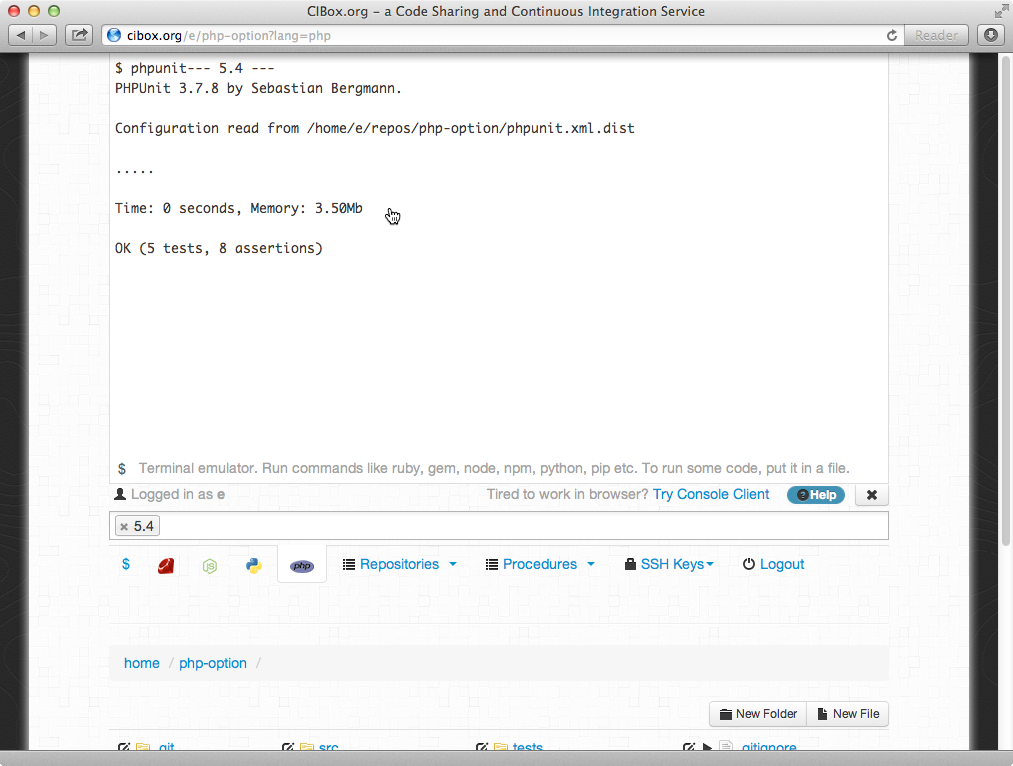 CIBox.org – a Code Sharing and Continuous Integration Service
cibox.org/e/php-option?lang=php
Reader
$ phpunit--- 5.4 ---
PHPUnit 3.7.8 by Sebastian Bergmann.
Configuration read from /home/e/repos/php-option/phpunit.xml.dist
.....
Time: 0 seconds, Memory: 3.50Mb
OK (5 tests, 8 assertions)
$ Terminal emulator. Run commands like ruby, gem, node, npm, python, pip etc. To run some code, put it in a file.
Logged in as e
Tired to work in browser? Try Console Client
Help
5.4
$
JS
php
Repositories
Procedures
SSH Keys
Logout
home / php-option /
New Folder
New File
.git
src
tests
.gitignore